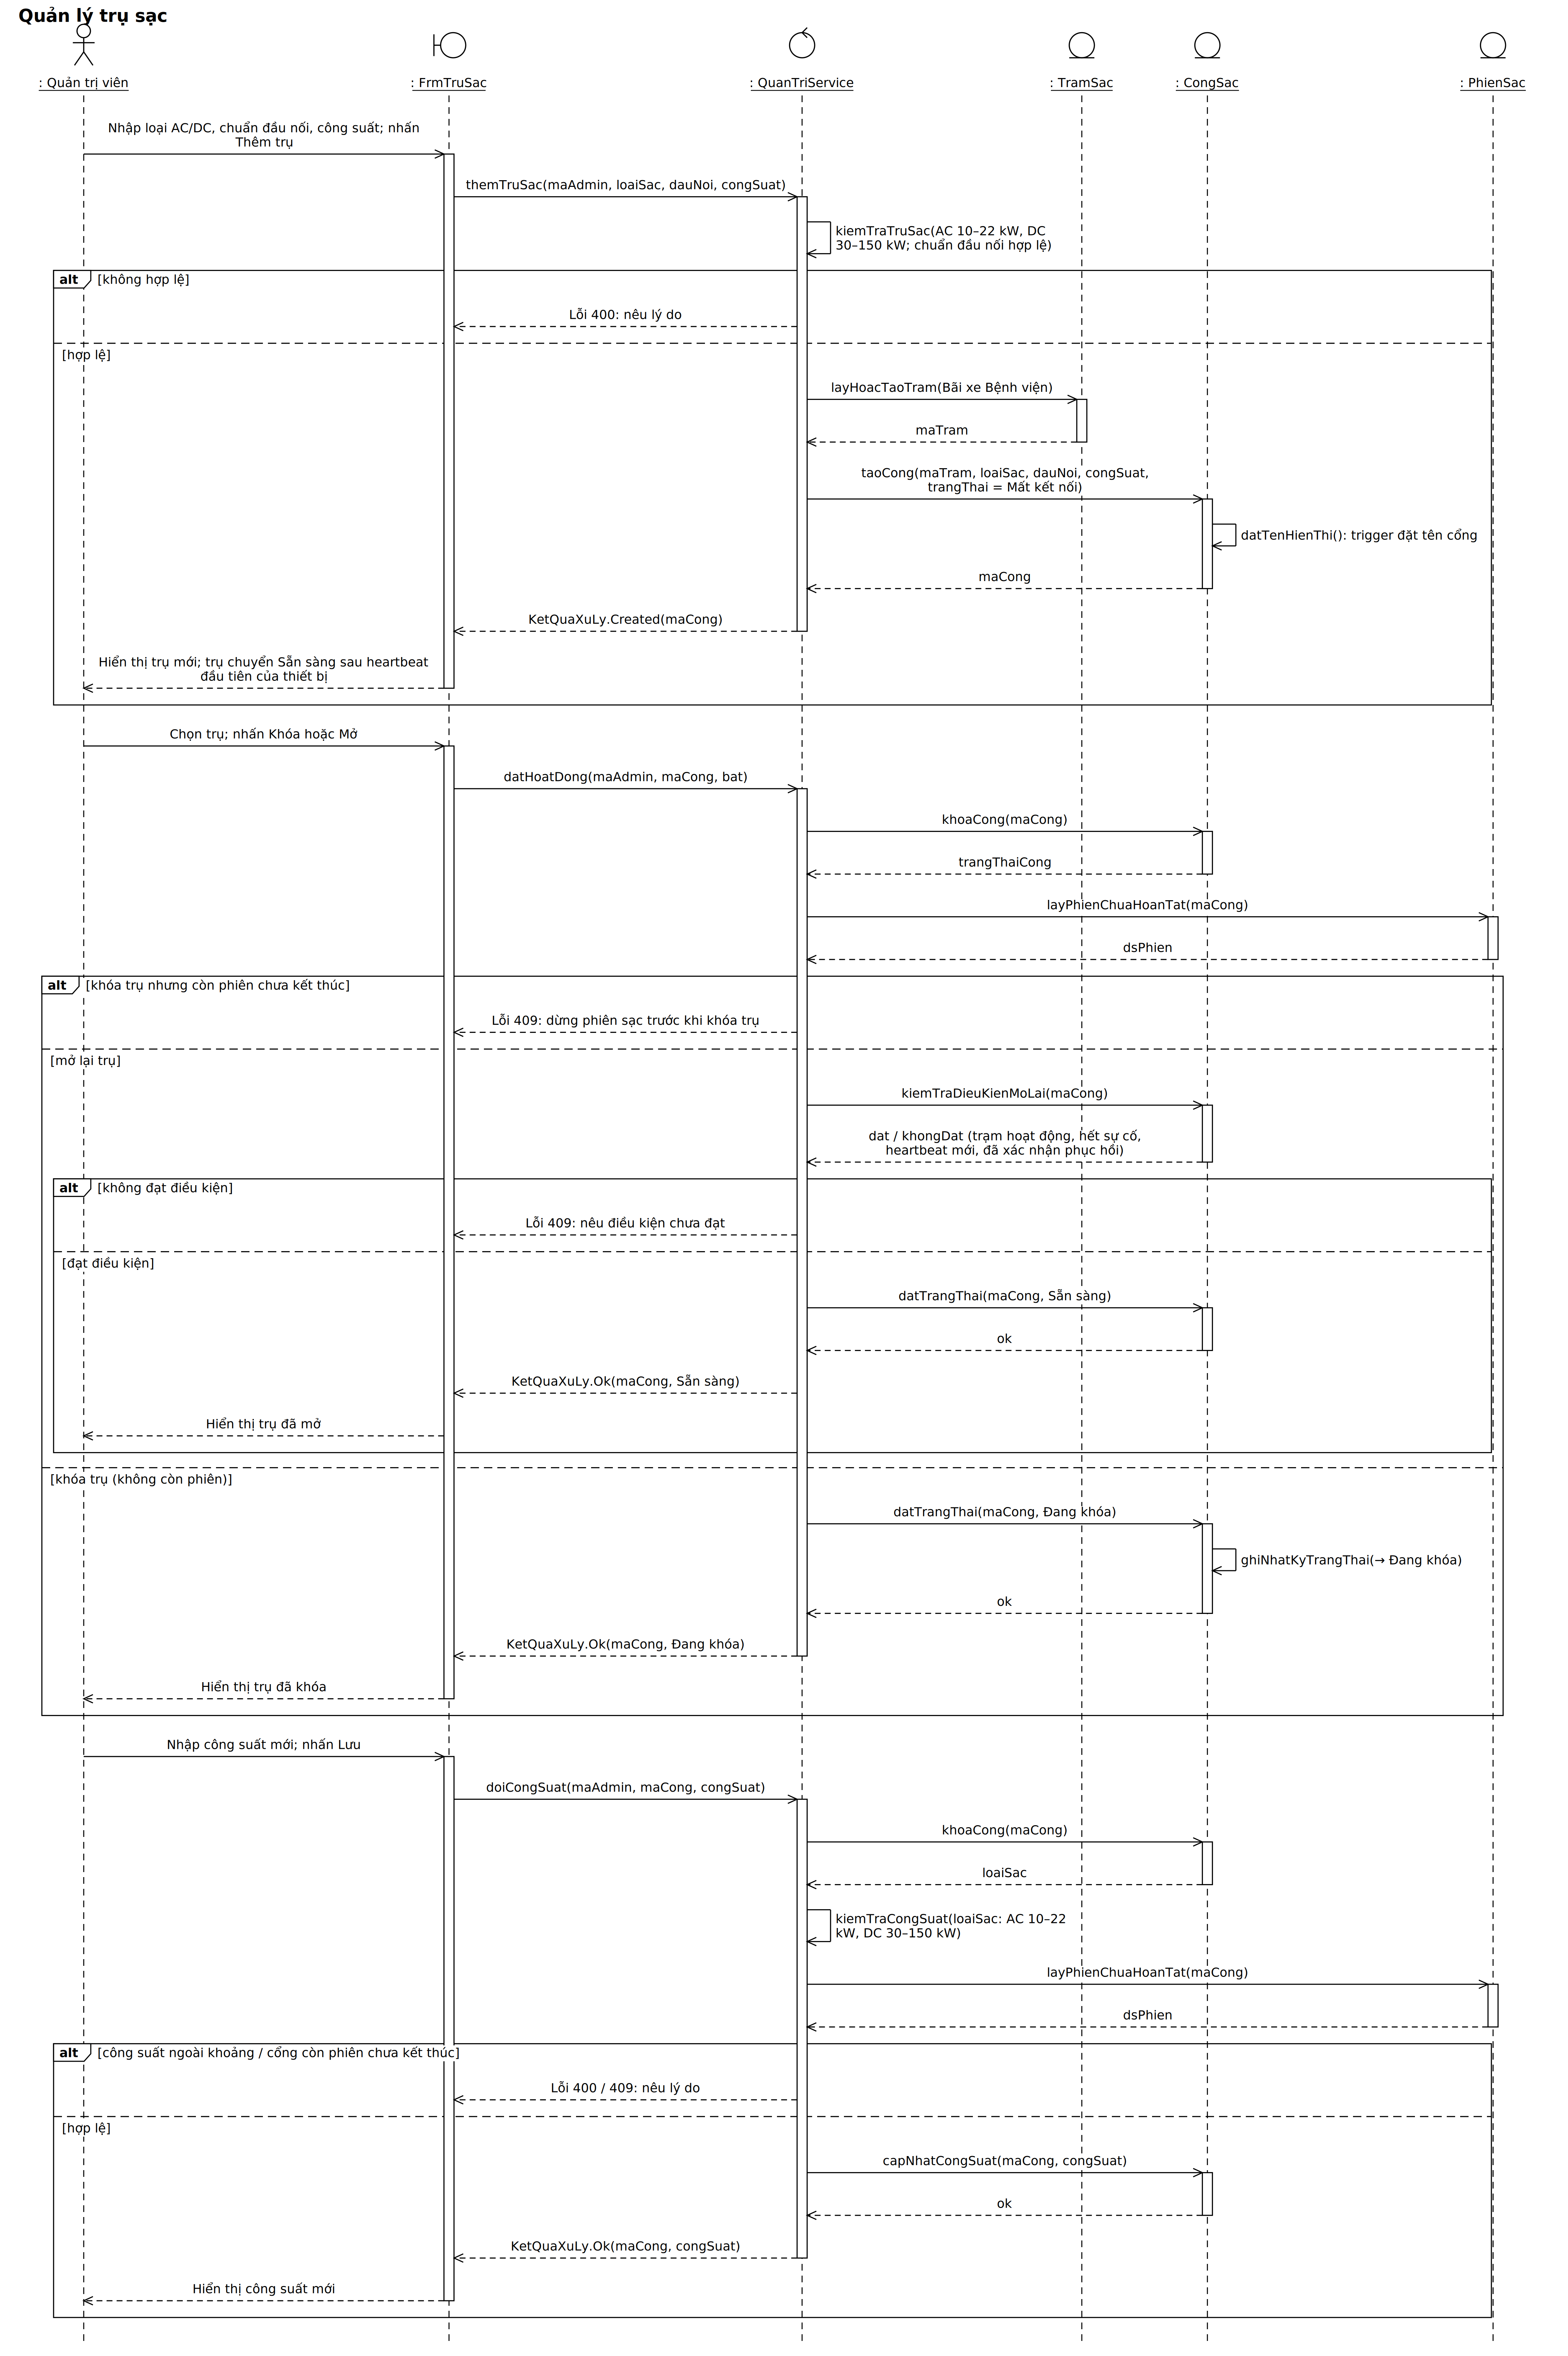 Quản lý trụ sạc
: Quản trị viên
: FrmTruSac
: QuanTriService
: TramSac
: CongSac
: PhienSac
Nhập loại AC/DC, chuẩn đầu nối, công suất; nhấn
Thêm trụ
themTruSac(maAdmin, loaiSac, dauNoi, congSuat)
kiemTraTruSac(AC 10–22 kW, DC
30–150 kW; chuẩn đầu nối hợp lệ)
alt
[không hợp lệ]
Lỗi 400: nêu lý do
[hợp lệ]
layHoacTaoTram(Bãi xe Bệnh viện)
maTram
taoCong(maTram, loaiSac, dauNoi, congSuat,
trangThai = Mất kết nối)
datTenHienThi(): trigger đặt tên cổng
maCong
KetQuaXuLy.Created(maCong)
Hiển thị trụ mới; trụ chuyển Sẵn sàng sau heartbeat
đầu tiên của thiết bị
Chọn trụ; nhấn Khóa hoặc Mở
datHoatDong(maAdmin, maCong, bat)
khoaCong(maCong)
trangThaiCong
layPhienChuaHoanTat(maCong)
dsPhien
alt
[khóa trụ nhưng còn phiên chưa kết thúc]
Lỗi 409: dừng phiên sạc trước khi khóa trụ
[mở lại trụ]
kiemTraDieuKienMoLai(maCong)
dat / khongDat (trạm hoạt động, hết sự cố,
heartbeat mới, đã xác nhận phục hồi)
alt
[không đạt điều kiện]
Lỗi 409: nêu điều kiện chưa đạt
[đạt điều kiện]
datTrangThai(maCong, Sẵn sàng)
ok
KetQuaXuLy.Ok(maCong, Sẵn sàng)
Hiển thị trụ đã mở
[khóa trụ (không còn phiên)]
datTrangThai(maCong, Đang khóa)
ghiNhatKyTrangThai(→ Đang khóa)
ok
KetQuaXuLy.Ok(maCong, Đang khóa)
Hiển thị trụ đã khóa
Nhập công suất mới; nhấn Lưu
doiCongSuat(maAdmin, maCong, congSuat)
khoaCong(maCong)
loaiSac
kiemTraCongSuat(loaiSac: AC 10–22
kW, DC 30–150 kW)
layPhienChuaHoanTat(maCong)
dsPhien
alt
[công suất ngoài khoảng / cổng còn phiên chưa kết thúc]
Lỗi 400 / 409: nêu lý do
[hợp lệ]
capNhatCongSuat(maCong, congSuat)
ok
KetQuaXuLy.Ok(maCong, congSuat)
Hiển thị công suất mới